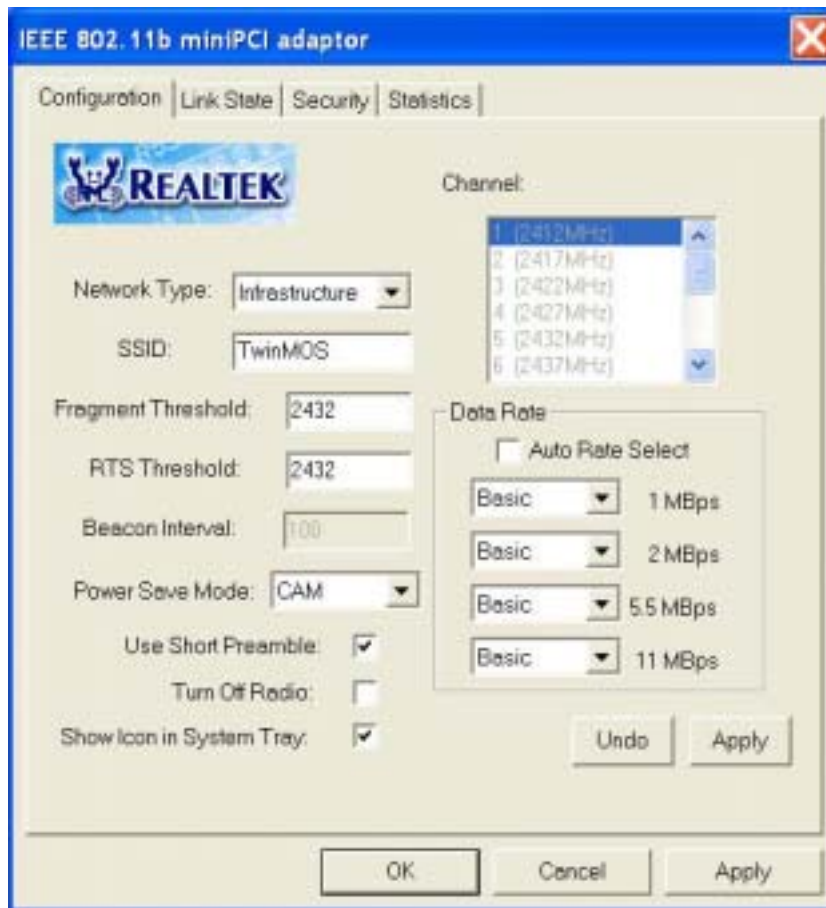 IEEE 802.11b miniPCI adaptor
Configuration Link State Security Statistics
REALTEK
Channel:
1 (2412MHz)
2 (2417MHz)
3 (2422MHz)
4 (2427MHz)
5 (2432MHz)
6 (2437MHz)
Network Type: Infrastructure
SSID: TwinMOS
Fragment Threshold: 2432
RTS Threshold: 2432
Beacon Interval: 100
Power Save Mode: CAM
Use Short Preamble:
Turn Off Radio:
Show Icon in System Tray:
Data Rate
Auto Rate Select
Basic 1 MBps
Basic 2 MBps
Basic 5.5 MBps
Basic 11 MBps
Undo Apply
OK Cancel Apply